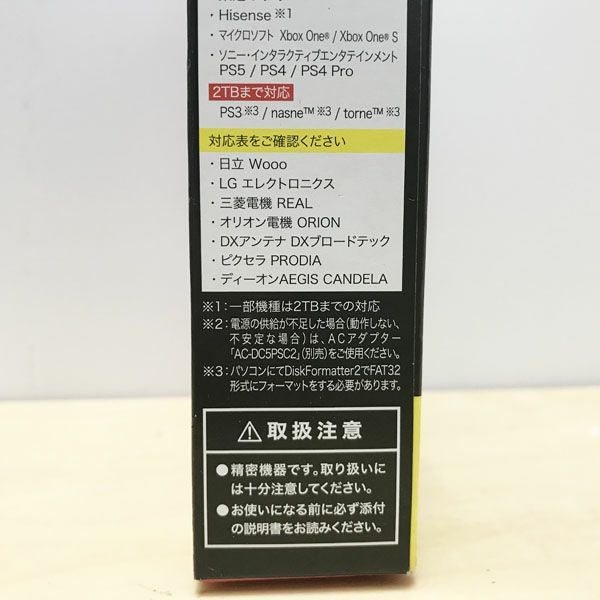 ・Hisense ※1
・マイクロソフト Xbox One® / Xbox One® S
・ソニー・インタラクティブエンタテインメント
PS5 / PS4 / PS4 Pro
2TBまで対応
PS3 ※3 / nasne™ ※3 / torne™ ※3
対応表をご確認ください
・日立 Wooo
・LG エレクトロニクス
・三菱電機 REAL
・オリオン電機 ORION
・DXアンテナ DXブロードテック
・ピクセラ PRODIA
・ディーオンAEGIS CANDELA
※1：一部機種は2TBまでの対応
※2：電源の供給が不足した場合（動作しない、
不安定な場合）は、ACアダプター
「AC-DC5PSC2」（別売）をご使用ください。
※3：パソコンにてDiskFormatter2でFAT32
形式にフォーマットをする必要があります。
⚠ 取扱注意
●精密機器です。取り扱いに
は十分注意してください。
●お使いになる前に必ず添付
の説明書をお読みください。